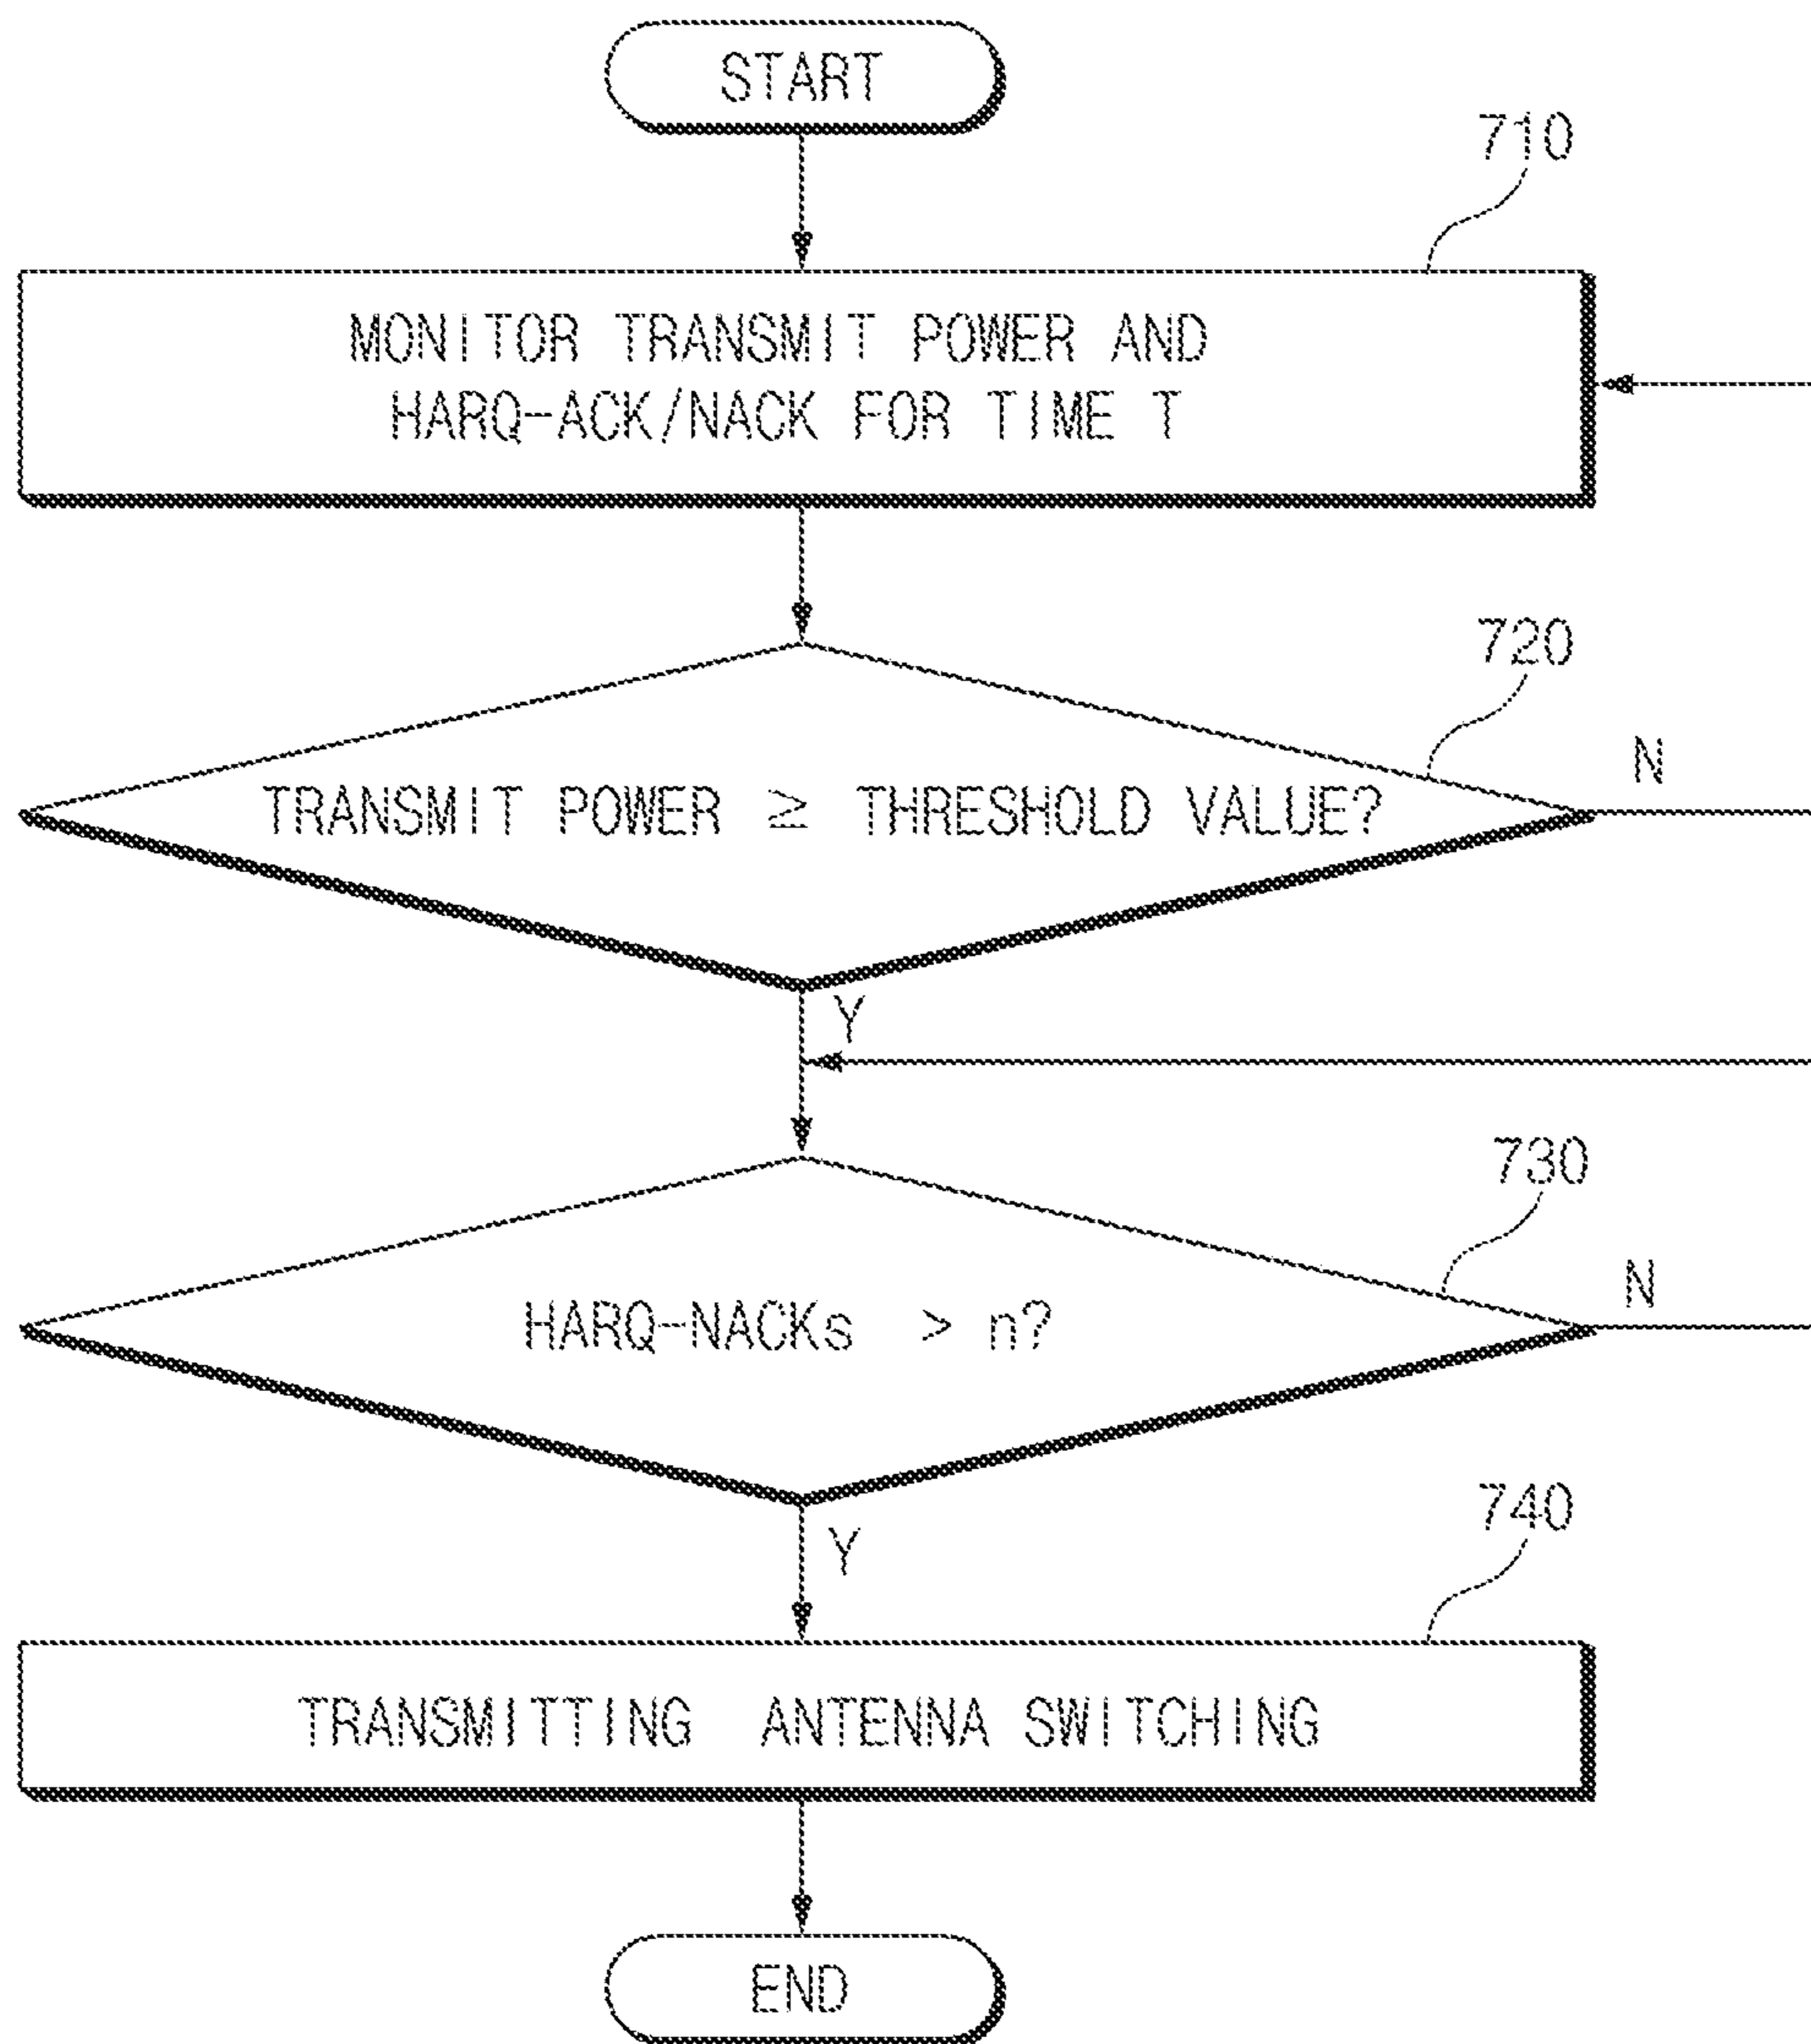 START
710
MONITOR TRANSMIT POWER AND
HARQ-ACK/NACK FOR TIME T
720
N
TRANSMIT POWER ≥ THRESHOLD VALUE?
Y
730
N
HARQ-NACKs > n?
Y
740
TRANSMITTING ANTENNA SWITCHING
END